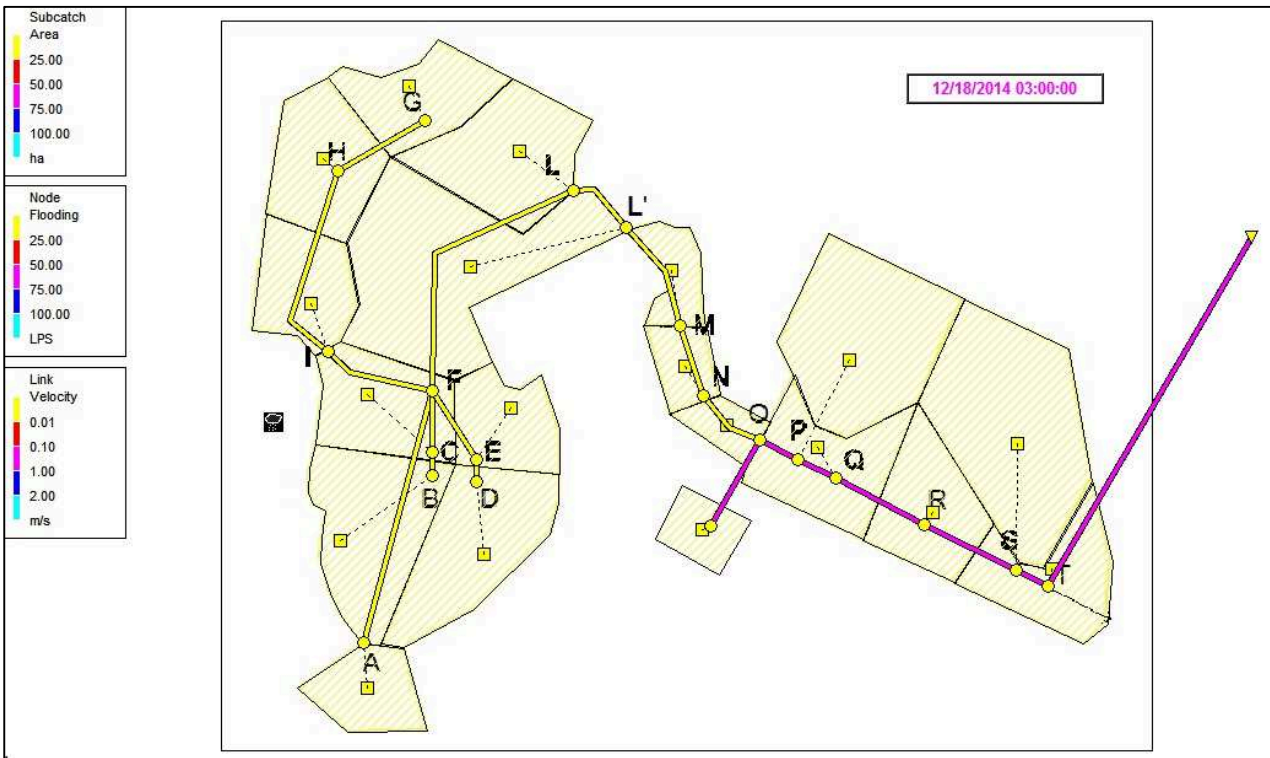 Subcatch
Area
25.00
50.00
75.00
100.00
ha
Node
Flooding
25.00
50.00
75.00
100.00
LPS
Link
Velocity
0.01
0.10
1.00
2.00
m/s
12/18/2014 03:00:00
G
H
L
L'
I
F
M
N
C
E
B
D
O
P
Q
R
S
T
A